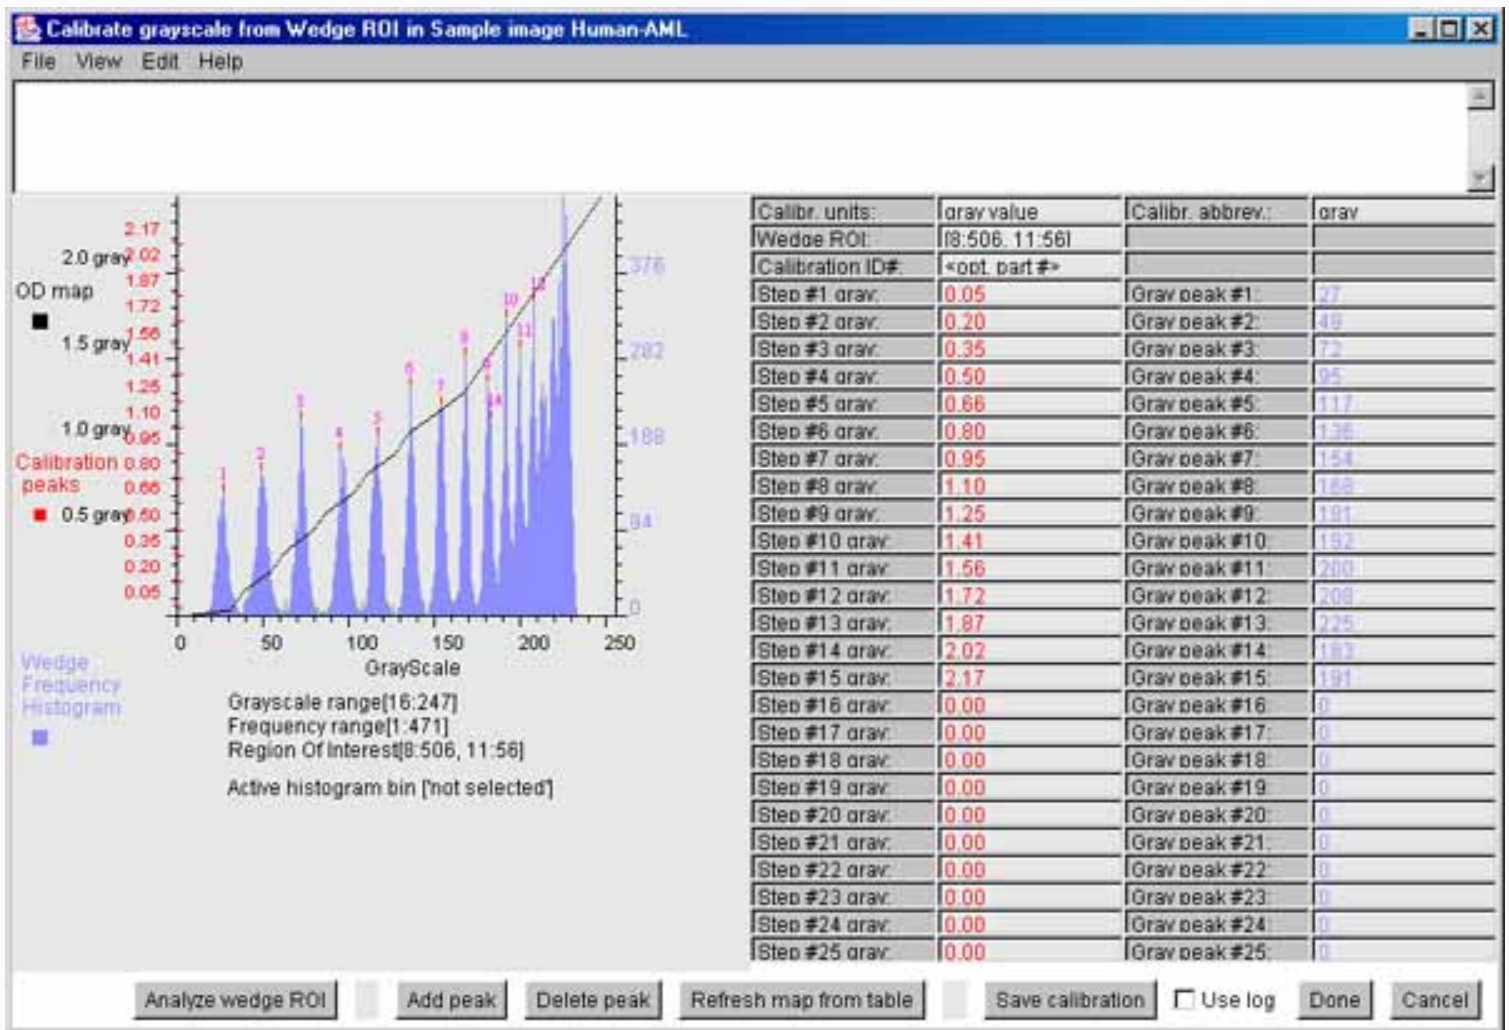 Calibrate grayscale from Wedge ROI in Sample image Human-AML
File View Edit Help
2.17
2.0 gray 2.02
OD map 1.87
1.72
1.5 gray 1.56
1.41
1.25
1.10
1.0 gray 0.95
Calibration 0.80
peaks 0.66
0.5 gray 0.50
0.35
0.20
0.05
376
282
188
94
0
1 2 3 4 5 6 7 8 9 14 10 11
0 50 100 150 200 250
GrayScale
Wedge
Frequency
Histogram
Grayscale range[16:247]
Frequency range[1:471]
Region Of Interest[8:506, 11:56]
Active histogram bin ['not selected']
Calibr. units: gray value Calibr. abbrev.: gray
Wedge ROI: [8:506, 11:56]
Calibration ID#: <opt. part #>
Step #1 gray: 0.05 Gray peak #1: 27
Step #2 gray: 0.20 Gray peak #2: 49
Step #3 gray: 0.35 Gray peak #3: 72
Step #4 gray: 0.50 Gray peak #4: 95
Step #5 gray: 0.66 Gray peak #5: 117
Step #6 gray: 0.80 Gray peak #6: 136
Step #7 gray: 0.95 Gray peak #7: 154
Step #8 gray: 1.10 Gray peak #8: 168
Step #9 gray: 1.25 Gray peak #9:
Step #10 gray: 1.41 Gray peak #10: 192
Step #11 gray: 1.56 Gray peak #11: 200
Step #12 gray: 1.72 Gray peak #12: 208
Step #13 gray: 1.87 Gray peak #13: 225
Step #14 gray: 2.02 Gray peak #14: 183
Step #15 gray: 2.17 Gray peak #15: 191
Step #16 gray: 0.00 Gray peak #16: 0
Step #17 gray: 0.00 Gray peak #17: 0
Step #18 gray: 0.00 Gray peak #18: 0
Step #19 gray: 0.00 Gray peak #19: 0
Step #20 gray: 0.00 Gray peak #20: 0
Step #21 gray: 0.00 Gray peak #21: 0
Step #22 gray: 0.00 Gray peak #22: 0
Step #23 gray: 0.00 Gray peak #23: 0
Step #24 gray: 0.00 Gray peak #24: 0
Step #25 gray: 0.00 Gray peak #25: 0
Analyze wedge ROI Add peak Delete peak Refresh map from table Save calibration Use log Done Cancel